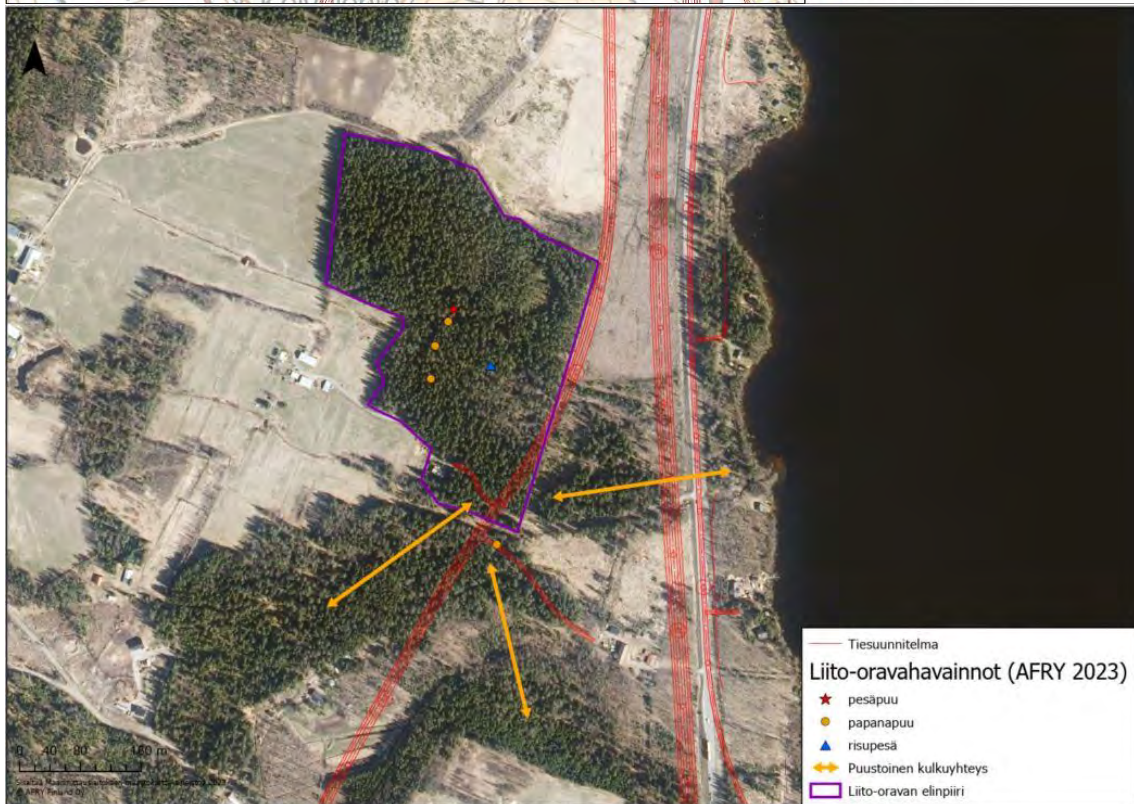 Tiesuunnitelma
Liito-oravahavainnot (AFRY 2023)
pesäpuu
papanapuu
risupesä
Puustoinen kulkuyhteys
Liito-oravan elinpiiri
0 40 80 160 m
© AFRY Finland Oy